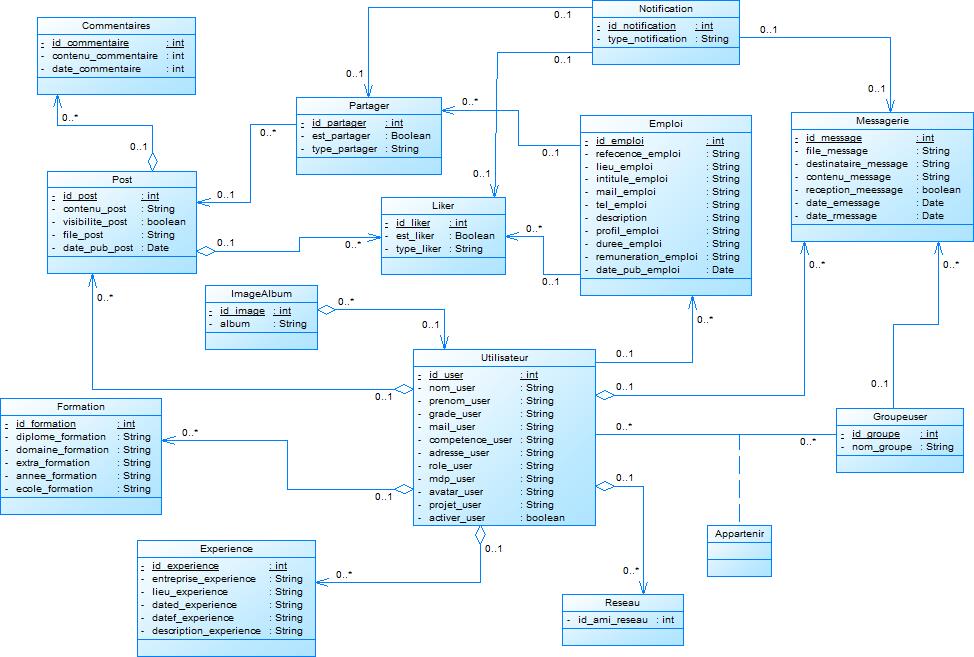 Commentaires
- id_commentaire : int
- contenu_commentaire : int
- date_commentaire : int
0..*
0..1
Notification
- id_notification : int
- type_notification : String
0..1
0..1
0..1
0..1
0..1
0..1
Partager
- id_partager : int
- est_partager : Boolean
- type_partager : String
0..*
0..1
0..*
0..1
Emploi
- id_emploi : int
- refecence_emploi : String
- lieu_emploi : String
- intitule_emploi : String
- mail_emploi : String
- tel_emploi : String
- description : String
- profil_emploi : String
- duree_emploi : String
- remuneration_emploi : String
- date_pub_emploi : Date
Messagerie
- id_message : int
- file_message : String
- destinataire_message : String
- contenu_message : String
- reception_meessage : boolean
- date_emessage : Date
- date_rmessage : Date
Post
- id_post : int
- contenu_post : String
- visibilite_post : boolean
- file_post : String
- date_pub_post : Date
0..1
0..*
Liker
- id_liker : int
- est_liker : Boolean
- type_liker : String
0..*
0..1
0..*
0..*
0..*
ImageAlbum
- id_image : int
- album : String
0..*
0..1
0..*
Utilisateur
- id_user : int
- nom_user : String
- prenom_user : String
- grade_user : String
- mail_user : String
- competence_user : String
- adresse_user : String
- role_user : String
- mdp_user : String
- avatar_user : String
- projet_user : String
- activer_user : boolean
0..1
0..1
0..1
0..1
0..*
0..*
Groupeuser
- id_groupe : int
- nom_groupe : String
Formation
- id_formation : int
- diplome_formation : String
- domaine_formation : String
- extra_formation : String
- annee_formation : String
- ecole_formation : String
0..*
0..1
0..1
Appartenir
Experience
- id_experience : int
- entreprise_experience : String
- lieu_experience : String
- dated_experience : String
- datef_experience : String
- description_experience : String
0..1
0..*
0..*
Reseau
- id_ami_reseau : int